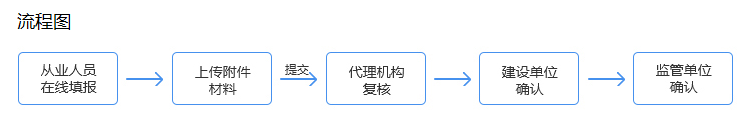 流程图
从业人员
在线填报
上传附件
材料
提交
代理机构
复核
建设单位
确认
监管单位
确认